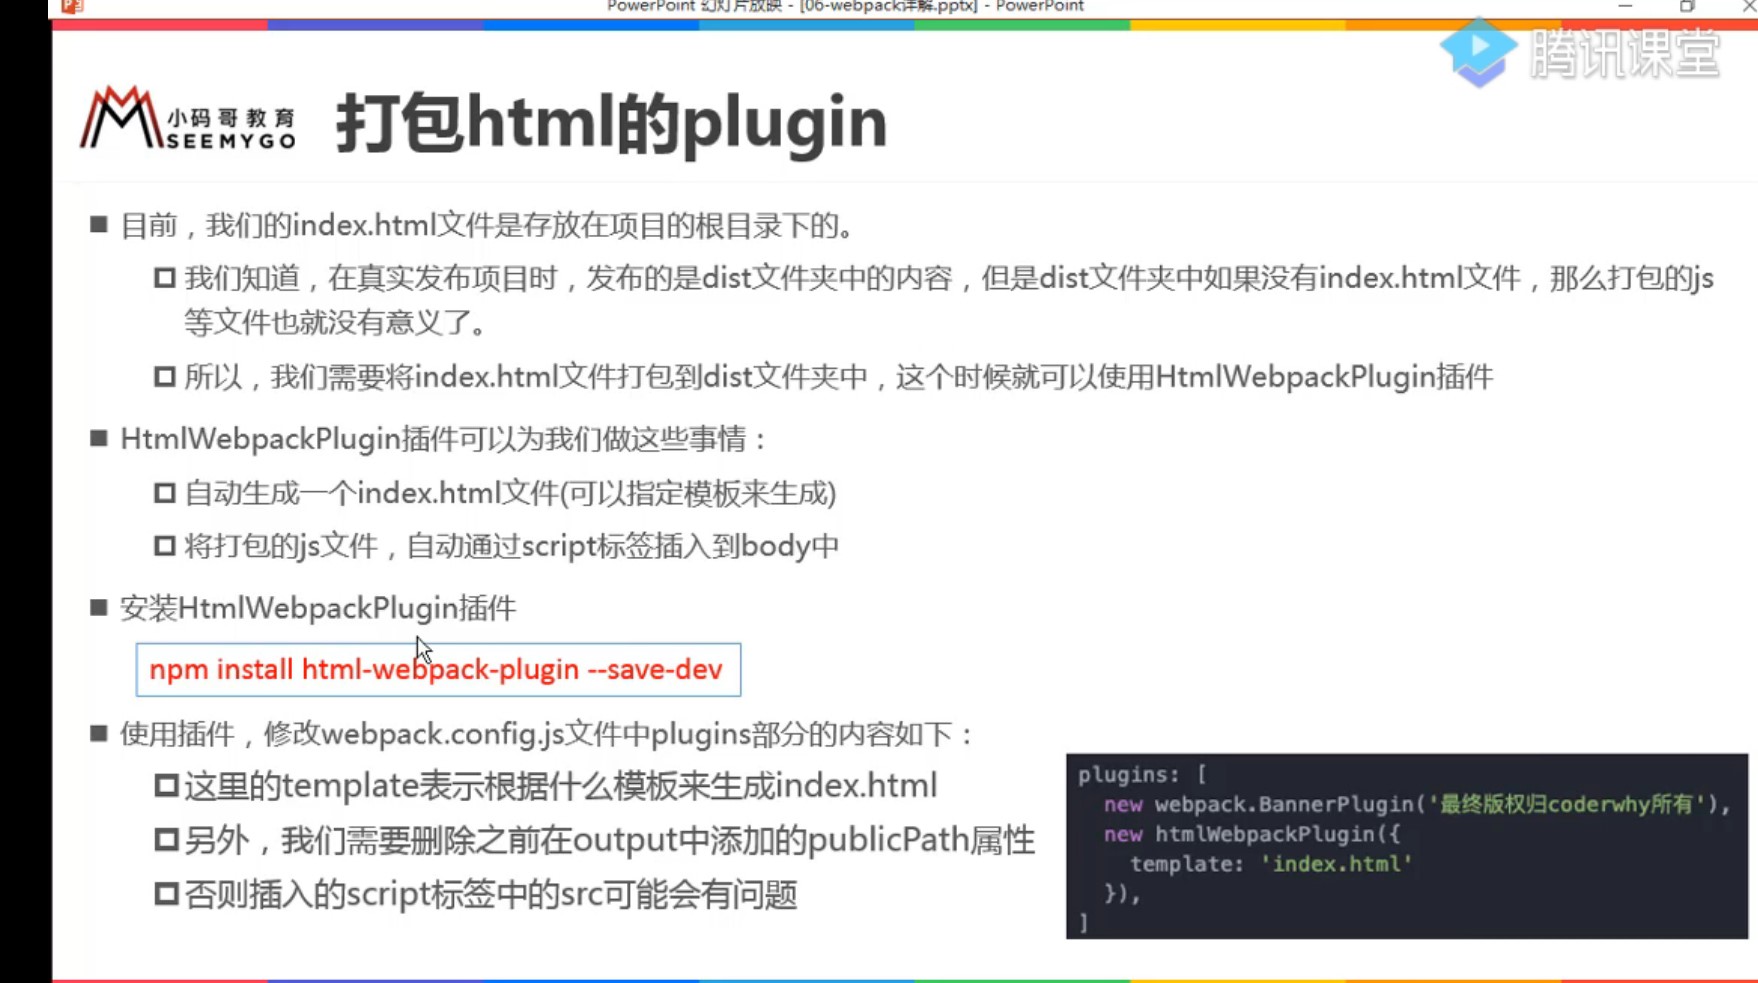 PowerPoint 幻灯片放映 - [06-webpack详解.pptx] - PowerPoint
腾讯课堂
小码哥教育
SEEMYGO
打包html的plugin
目前，我们的index.html文件是存放在项目的根目录下的。
我们知道，在真实发布项目时，发布的是dist文件夹中的内容，但是dist文件夹中如果没有index.html文件，那么打包的js
等文件也就没有意义了。
所以，我们需要将index.html文件打包到dist文件夹中，这个时候就可以使用HtmlWebpackPlugin插件
HtmlWebpackPlugin插件可以为我们做这些事情：
自动生成一个index.html文件(可以指定模板来生成)
将打包的js文件，自动通过script标签插入到body中
安装HtmlWebpackPlugin插件
npm install html-webpack-plugin --save-dev
使用插件，修改webpack.config.js文件中plugins部分的内容如下：
这里的template表示根据什么模板来生成index.html
另外，我们需要删除之前在output中添加的publicPath属性
否则插入的script标签中的src可能会有问题
plugins: [
new webpack.BannerPlugin('最终版权归coderwhy所有'),
new htmlWebpackPlugin({
template: 'index.html'
}),
]